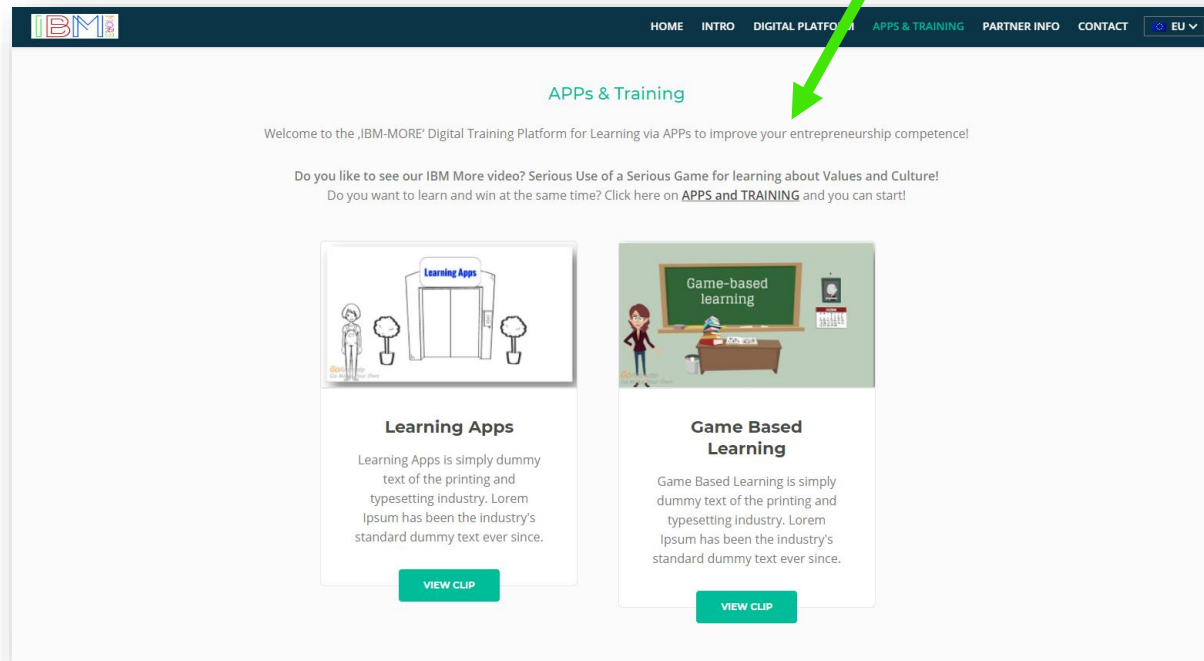 IBM MORE
HOME INTRO DIGITAL PLATFORM APPS & TRAINING PARTNER INFO CONTACT EU
APPs & Training
Welcome to the ‚IBM-MORE' Digital Training Platform for Learning via APPs to improve your entrepreneurship competence!
Do you like to see our IBM More video? Serious Use of a Serious Game for learning about Values and Culture!
Do you want to learn and win at the same time? Click here on APPS and TRAINING and you can start!
Learning Apps
Learning Apps
Learning Apps is simply dummy
text of the printing and
typesetting industry. Lorem
Ipsum has been the industry's
standard dummy text ever since.
VIEW CLIP
Game-based
learning
Game Based
Learning
Game Based Learning is simply
dummy text of the printing and
typesetting industry. Lorem
Ipsum has been the industry's
standard dummy text ever since.
VIEW CLIP